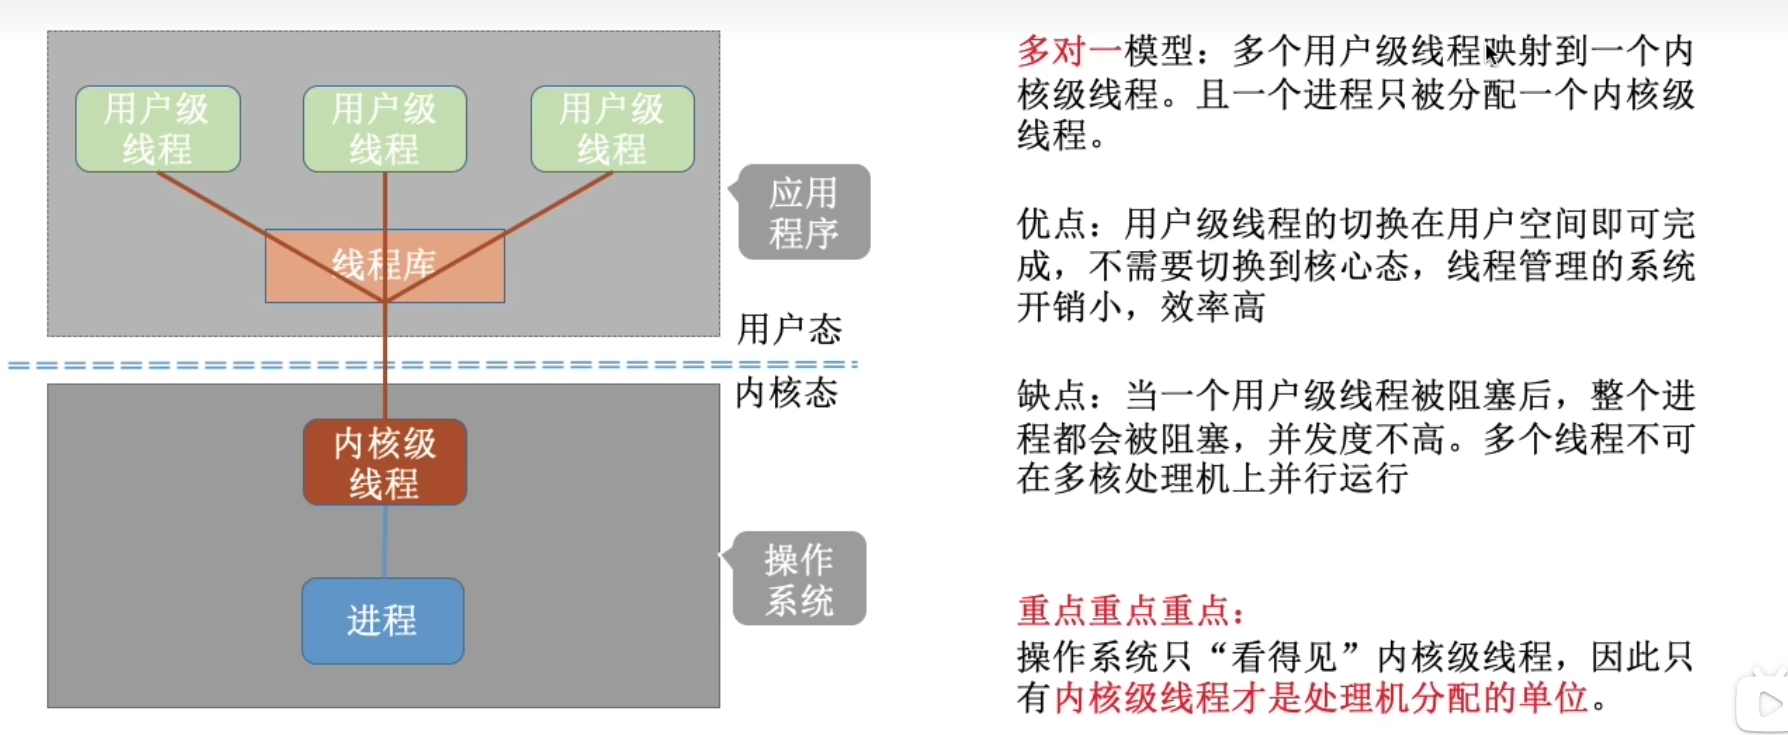 用户级
线程
用户级
线程
用户级
线程
线程库
应用
程序
用户态
内核态
内核级
线程
进程
操作
系统
多对一模型：多个用户级线程映射到一个内
核级线程。且一个进程只被分配一个内核级
线程。
优点：用户级线程的切换在用户空间即可完
成，不需要切换到核心态，线程管理的系统
开销小，效率高
缺点：当一个用户级线程被阻塞后，整个进
程都会被阻塞，并发度不高。多个线程不可
在多核处理机上并行运行
重点重点重点：
操作系统只“看得见”内核级线程，因此只
有内核级线程才是处理机分配的单位。